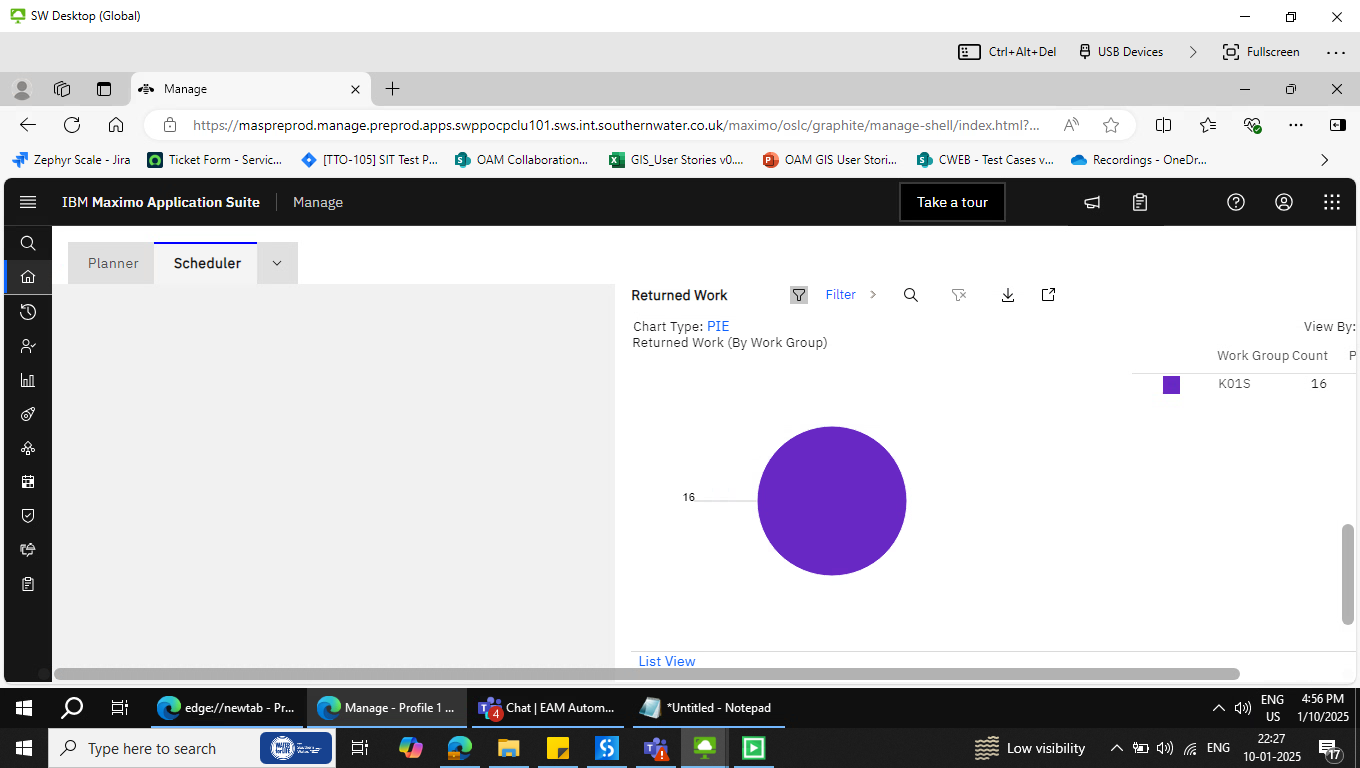 SW Desktop (Global)
Ctrl+Alt+Del
USB Devices
Fullscreen
Manage
https://maspreprod.manage.preprod.apps.swppocpclu101.sws.int.southernwater.co.uk/maximo/oslc/graphite/manage-shell/index.html?...
Zephyr Scale - Jira
Ticket Form - Servic...
[TTO-105] SIT Test P...
OAM Collaboration...
GIS_User Stories v0....
OAM GIS User Stori...
CWEB - Test Cases v...
Recordings - OneDr...
IBM Maximo Application Suite
Manage
Take a tour
Planner
Scheduler
Returned Work
Filter
Chart Type: PIE
View By:
Returned Work (By Work Group)
Work Group Count P
K01S 16
16
List View
edge://newtab - Pr...
Manage - Profile 1 ...
4
Chat | EAM Autom...
*Untitled - Notepad
ENG
US
4:56 PM
1/10/2025
Type here to search
Low visibility
ENG
22:27
10-01-2025
17